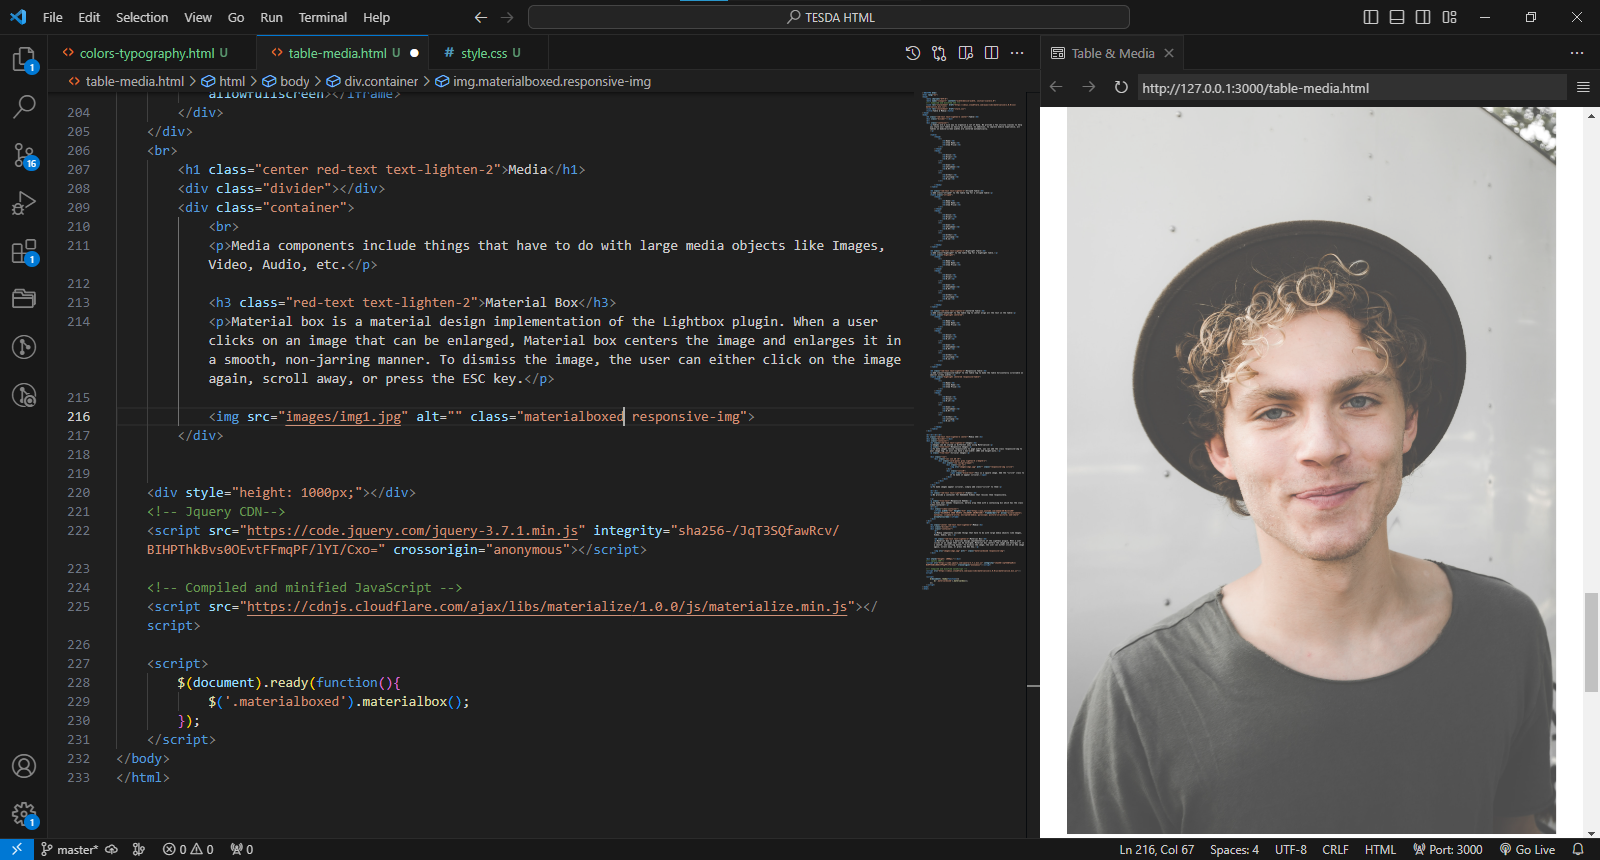 File Edit Selection View Go Run Terminal Help
TESDA HTML
colors-typography.html U
table-media.html U
style.css U
Table & Media
table-media.html > html > body > div.container > img.materialboxed.responsive-img
http://127.0.0.1:3000/table-media.html
allowfullscreen></iframe>
204 </div>
205 </div>
206 <br>
207 <h1 class="center red-text text-lighten-2">Media</h1>
208 <div class="divider"></div>
209 <div class="container">
210 <br>
211 <p>Media components include things that have to do with large media objects like Images,
Video, Audio, etc.</p>
212
213 <h3 class="red-text text-lighten-2">Material Box</h3>
214 <p>Material box is a material design implementation of the Lightbox plugin. When a user
clicks on an image that can be enlarged, Material box centers the image and enlarges it in
a smooth, non-jarring manner. To dismiss the image, the user can either click on the image
again, scroll away, or press the ESC key.</p>
215
216 <img src="images/img1.jpg" alt="" class="materialboxed responsive-img">
217 </div>
218
219
220 <div style="height: 1000px;"></div>
221 <!-- Jquery CDN-->
222 <script src="https://code.jquery.com/jquery-3.7.1.min.js" integrity="sha256-/JqT3SQfawRcv/
BIHPThkBvs0OEvtFFmqPF/lYI/Cxo=" crossorigin="anonymous"></script>
223
224 <!-- Compiled and minified JavaScript -->
225 <script src="https://cdnjs.cloudflare.com/ajax/libs/materialize/1.0.0/js/materialize.min.js"></
script>
226
227 <script>
228 $(document).ready(function(){
229 $('.materialboxed').materialbox();
230 });
231 </script>
232 </body>
233 </html>
1
16
1
1
master*
0 0
0
Ln 216, Col 67
Spaces: 4
UTF-8
CRLF
HTML
Port: 3000
Go Live